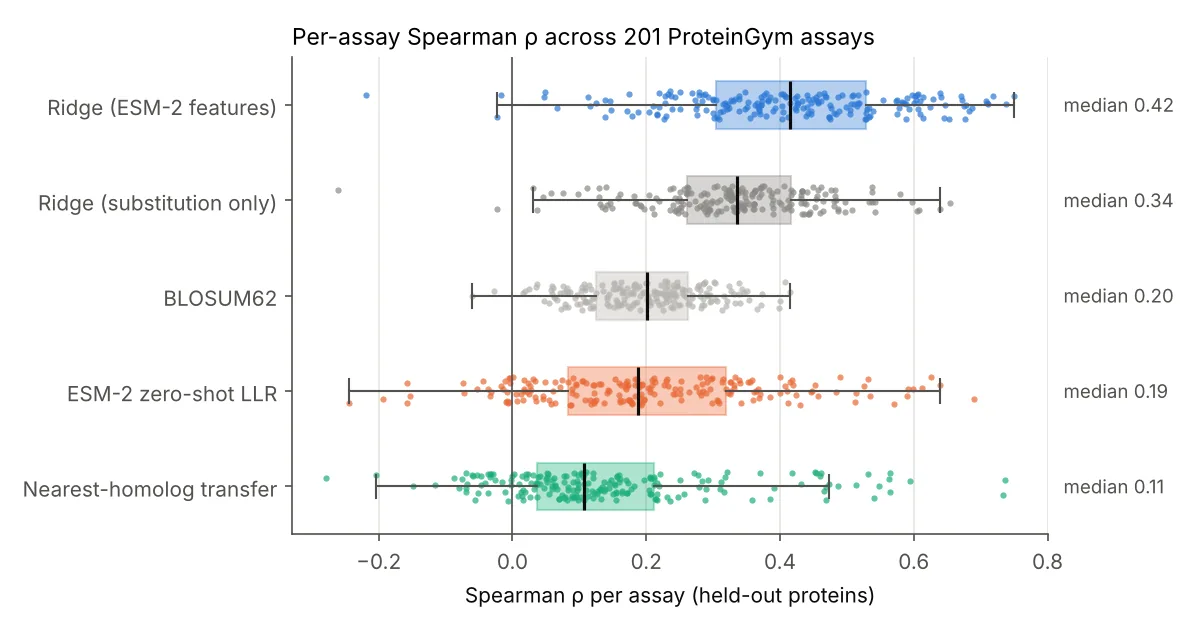 Per-assay Spearman ρ across 201 ProteinGym assays
Ridge (ESM-2 features)
median 0.42
Ridge (substitution only)
median 0.34
BLOSUM62
median 0.20
ESM-2 zero-shot LLR
median 0.19
Nearest-homolog transfer
median 0.11
−0.2 0.0 0.2 0.4 0.6 0.8
Spearman ρ per assay (held-out proteins)